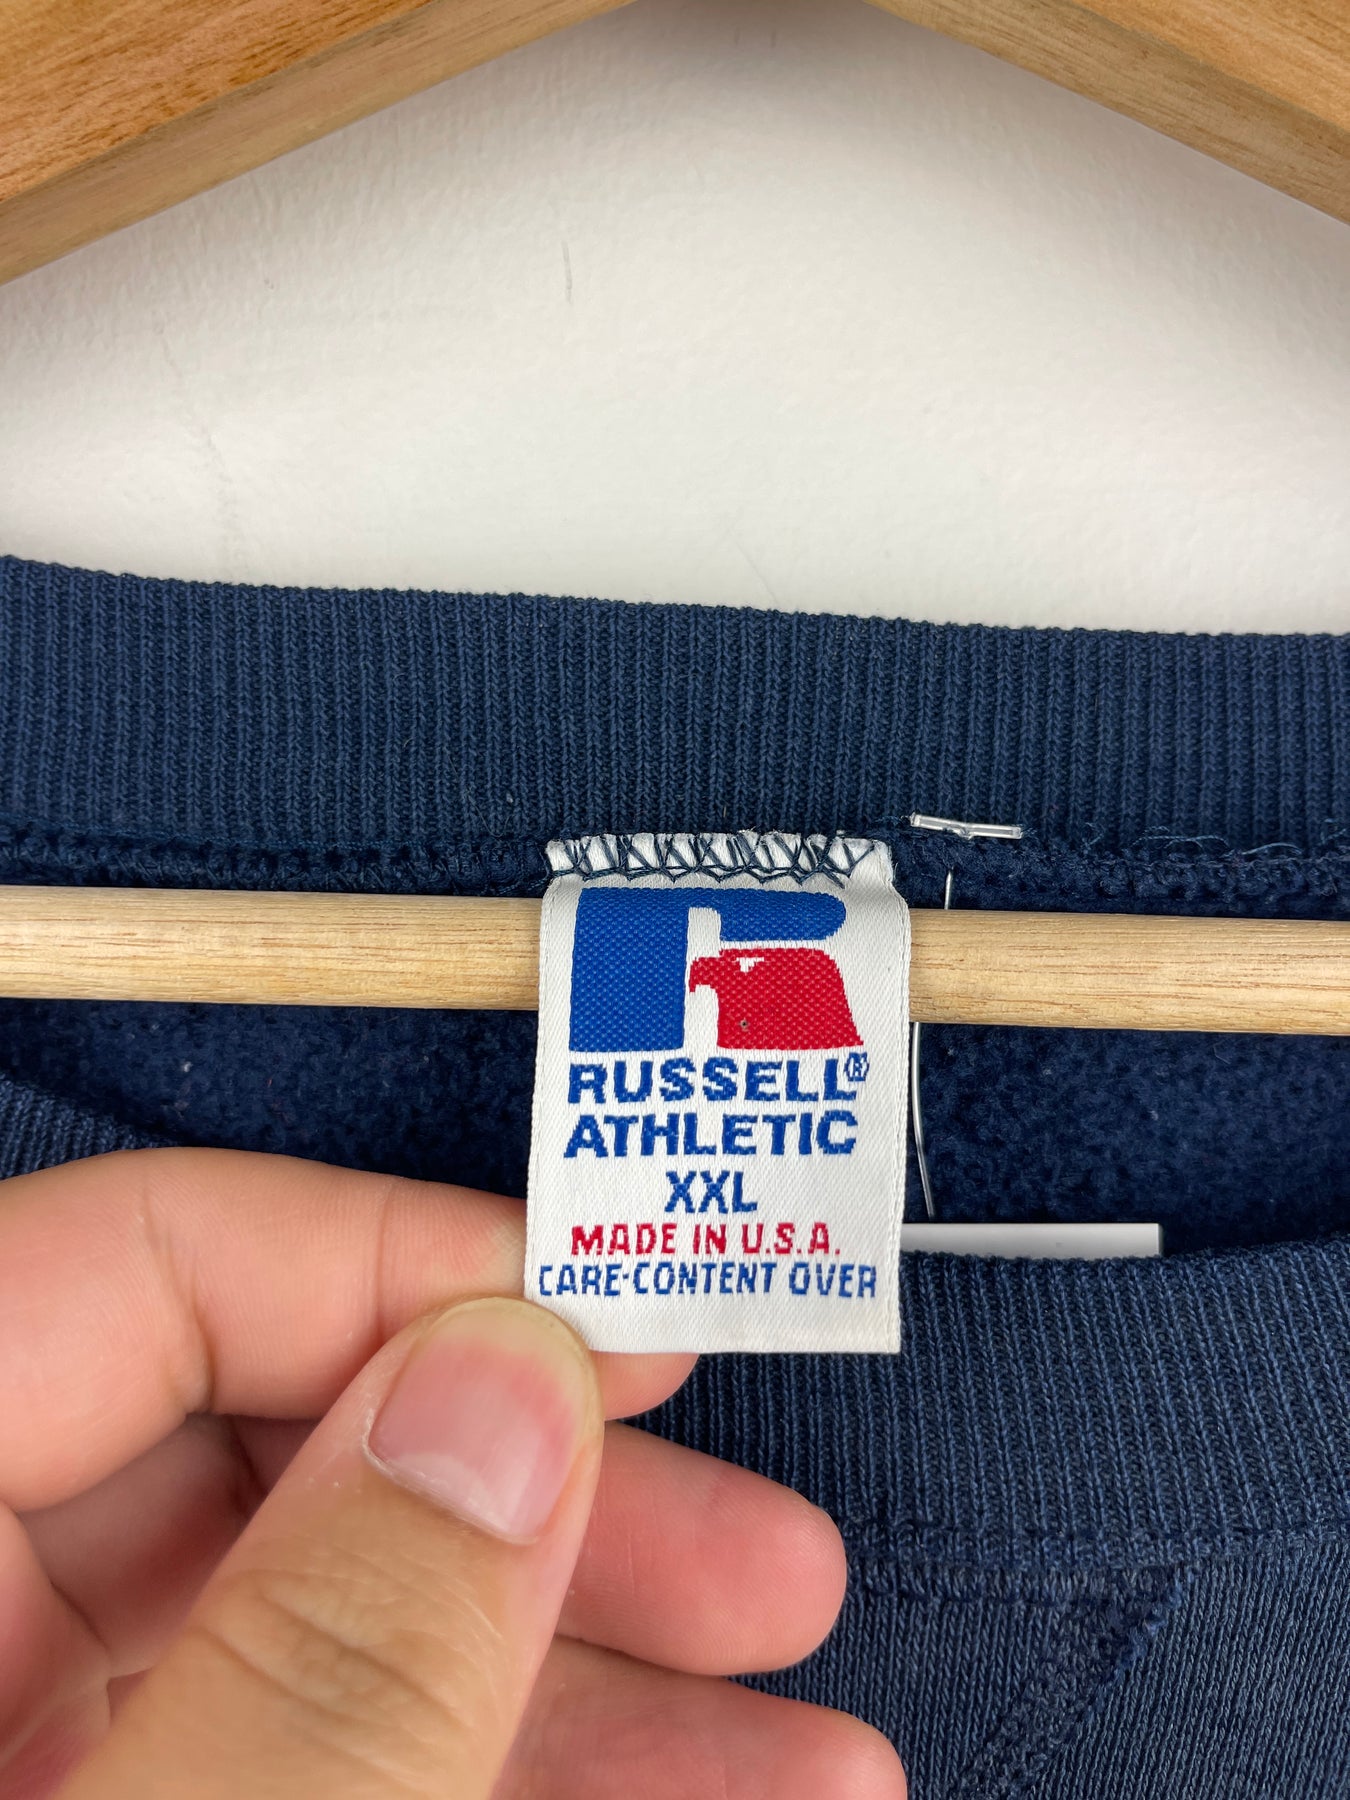 RUSSELL®
ATHLETIC
XXL
MADE IN U.S.A.
CARE-CONTENT OVER